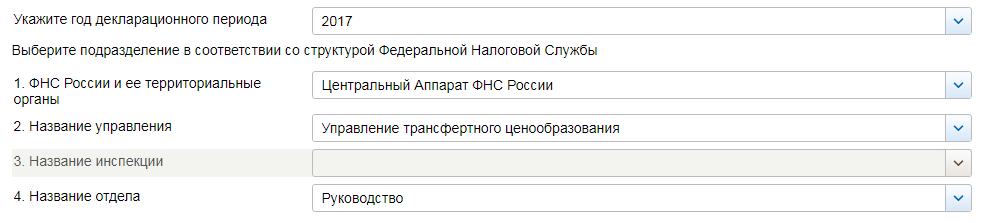 Укажите год декларационного периода
2017
Выберите подразделение в соответствии со структурой Федеральной Налоговой Службы
1. ФНС России и ее территориальные
органы
Центральный Аппарат ФНС России
2. Название управления
Управление трансфертного ценообразования
3. Название инспекции
4. Название отдела
Руководство